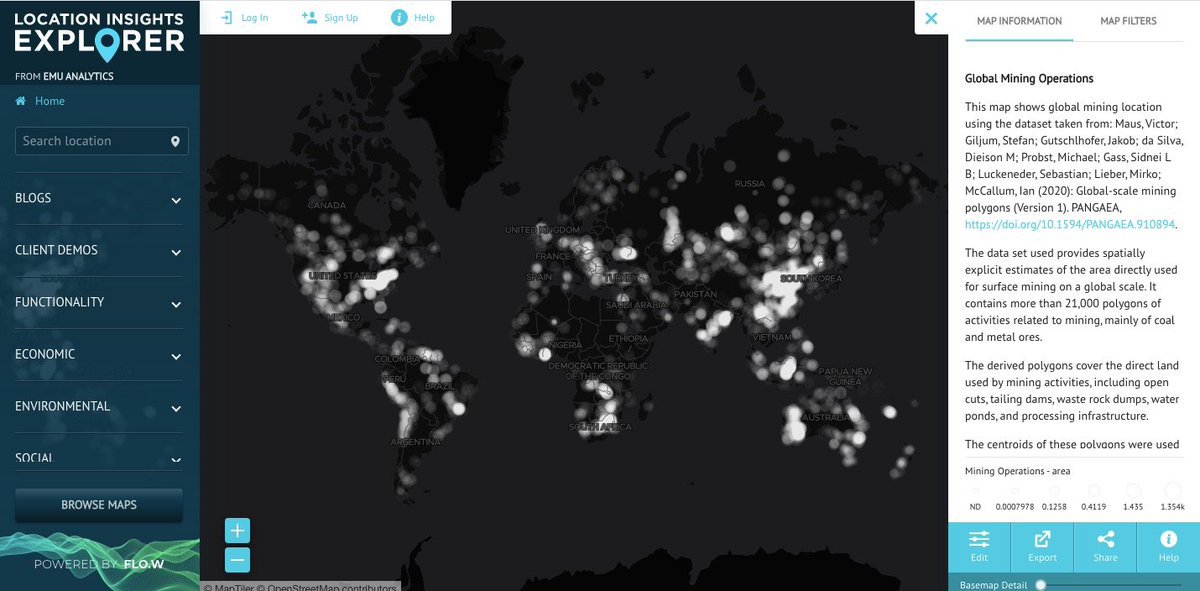 LOCATION INSIGHTS
EXPLORER
FROM EMU ANALYTICS
Home
Search location
BLOGS
CLIENT DEMOS
FUNCTIONALITY
ECONOMIC
ENVIRONMENTAL
SOCIAL
BROWSE MAPS
POWERED BY FLO.W
Log In
Sign Up
Help
CANADA
RUSSIA
UNITED KINGDOM
FRANCE
UNITED STATES
SPAIN
TURKEY
SOUTH KOREA
PAKISTAN
SAUDI ARABIA
MEXICO
NIGERIA
ETHIOPIA
VIETNAM
COLOMBIA
DEMOCRATIC REPUBLIC
OF THE CONGO
PERU
BRAZIL
PAPUA NEW
GUINEA
AUSTRALIA
SOUTH AFRICA
ARGENTINA
© MapTiler © OpenStreetMap contributors
MAP INFORMATION
MAP FILTERS
Global Mining Operations
This map shows global mining location
using the dataset taken from: Maus, Victor;
Giljum, Stefan; Gutschlhofer, Jakob; da Silva,
Dieison M; Probst, Michael; Gass, Sidnei L
B; Luckeneder, Sebastian; Lieber, Mirko;
McCallum, Ian (2020): Global-scale mining
polygons (Version 1). PANGAEA,
https://doi.org/10.1594/PANGAEA.910894.
The data set used provides spatially
explicit estimates of the area directly used
for surface mining on a global scale. It
contains more than 21,000 polygons of
activities related to mining, mainly of coal
and metal ores.
The derived polygons cover the direct land
used by mining activities, including open
cuts, tailing dams, waste rock dumps, water
ponds, and processing infrastructure.
The centroids of these polygons were used
Mining Operations - area
ND 0.0007978 0.1258 0.4119 1.435 1.354k
Edit
Export
Share
Help
Basemap Detail